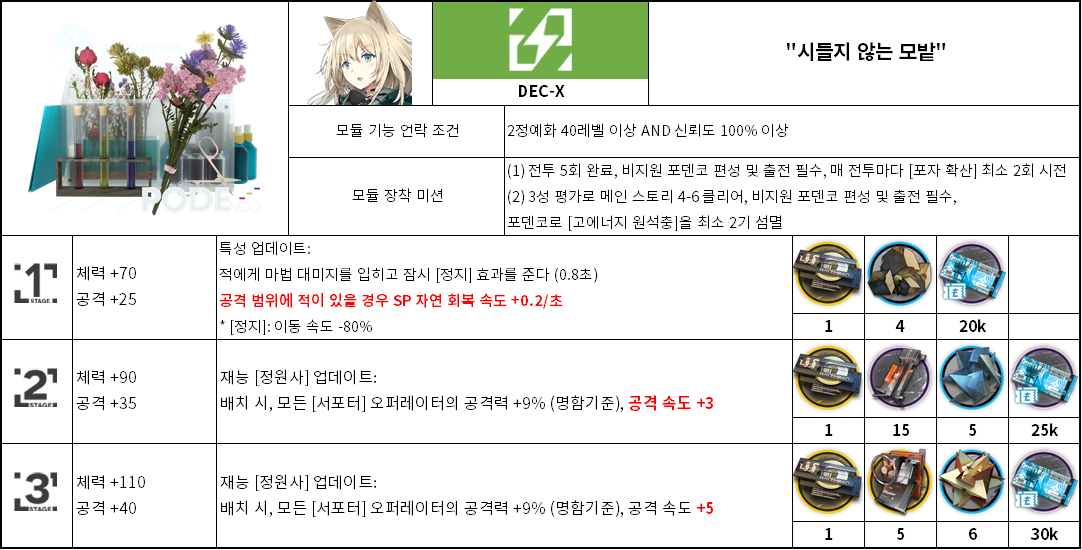 PODE
DEC-X
"시들지 않는 모밭"
모듈 기능 연락 조건
2정예화 40레벨 이상 AND 신뢰도 100% 이상
모듈 장착 미션
(1) 전투 5회 완료, 비지원 포덴코 편성 및 출전 필수, 매 전투마다 [포자 확산] 최소 2회 시전
(2) 3성 평가로 메인 스토리 4-6 클리어, 비지원 포덴코 편성 및 출전 필수,
포덴코로 [고에너지 원석충]을 최소 2기 섬멸
1 STAGE
체력 +70
공격 +25
특성 업데이트:
적에게 마법 대미지를 입히고 잠시 [정지] 효과를 준다 (0.8초)
공격 범위에 적이 있을 경우 SP 자연 회복 속도 +0.2/초
* [정지]: 이동 속도 -80%
1 4 20k
2 STAGE
체력 +90
공격 +35
재능 [정원사] 업데이트:
배치 시, 모든 [서포터] 오퍼레이터의 공격력 +9% (명함기준), 공격 속도 +3
1 15 5 25k
3 STAGE
체력 +110
공격 +40
재능 [정원사] 업데이트:
배치 시, 모든 [서포터] 오퍼레이터의 공격력 +9% (명함기준), 공격 속도 +5
1 5 6 30k